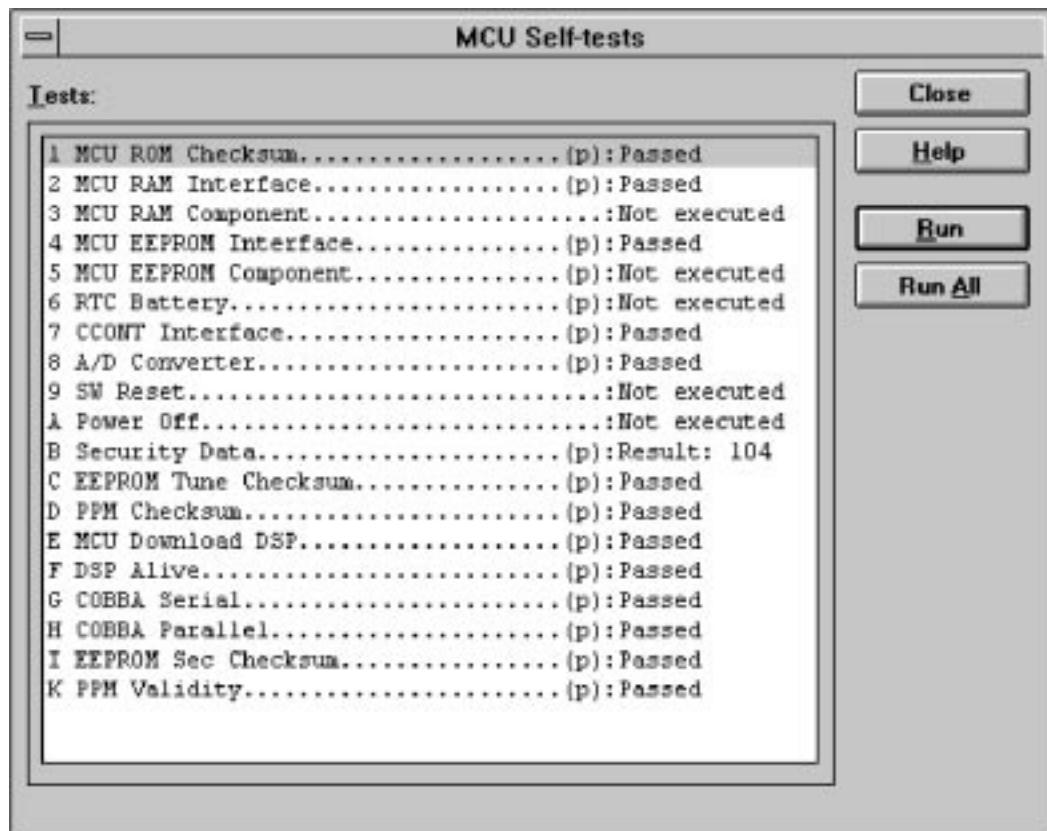 MCU Self-tests
Tests:
1 MCU ROM Checksum...................(p):Passed
2 MCU RAM Interface..................(p):Passed
3 MCU RAM Component.....................:Not executed
4 MCU EEPROM Interface...............(p):Passed
5 MCU EEPROM Component...............(p):Not executed
6 RTC Battery........................(p):Not executed
7 CCONT Interface....................(p):Passed
8 A/D Converter......................(p):Passed
9 SW Reset..............................:Not executed
A Power Off.............................:Not executed
B Security Data......................(p):Result: 104
C EEPROM Tune Checksum...............(p):Passed
D PPM Checksum.......................(p):Passed
E MCU Download DSP...................(p):Passed
F DSP Alive..........................(p):Passed
G COBBA Serial.......................(p):Passed
H COBBA Parallel.....................(p):Passed
I EEPROM Sec Checksum................(p):Passed
K PPM Validity.......................(p):Passed
Close
Help
Run
Run All